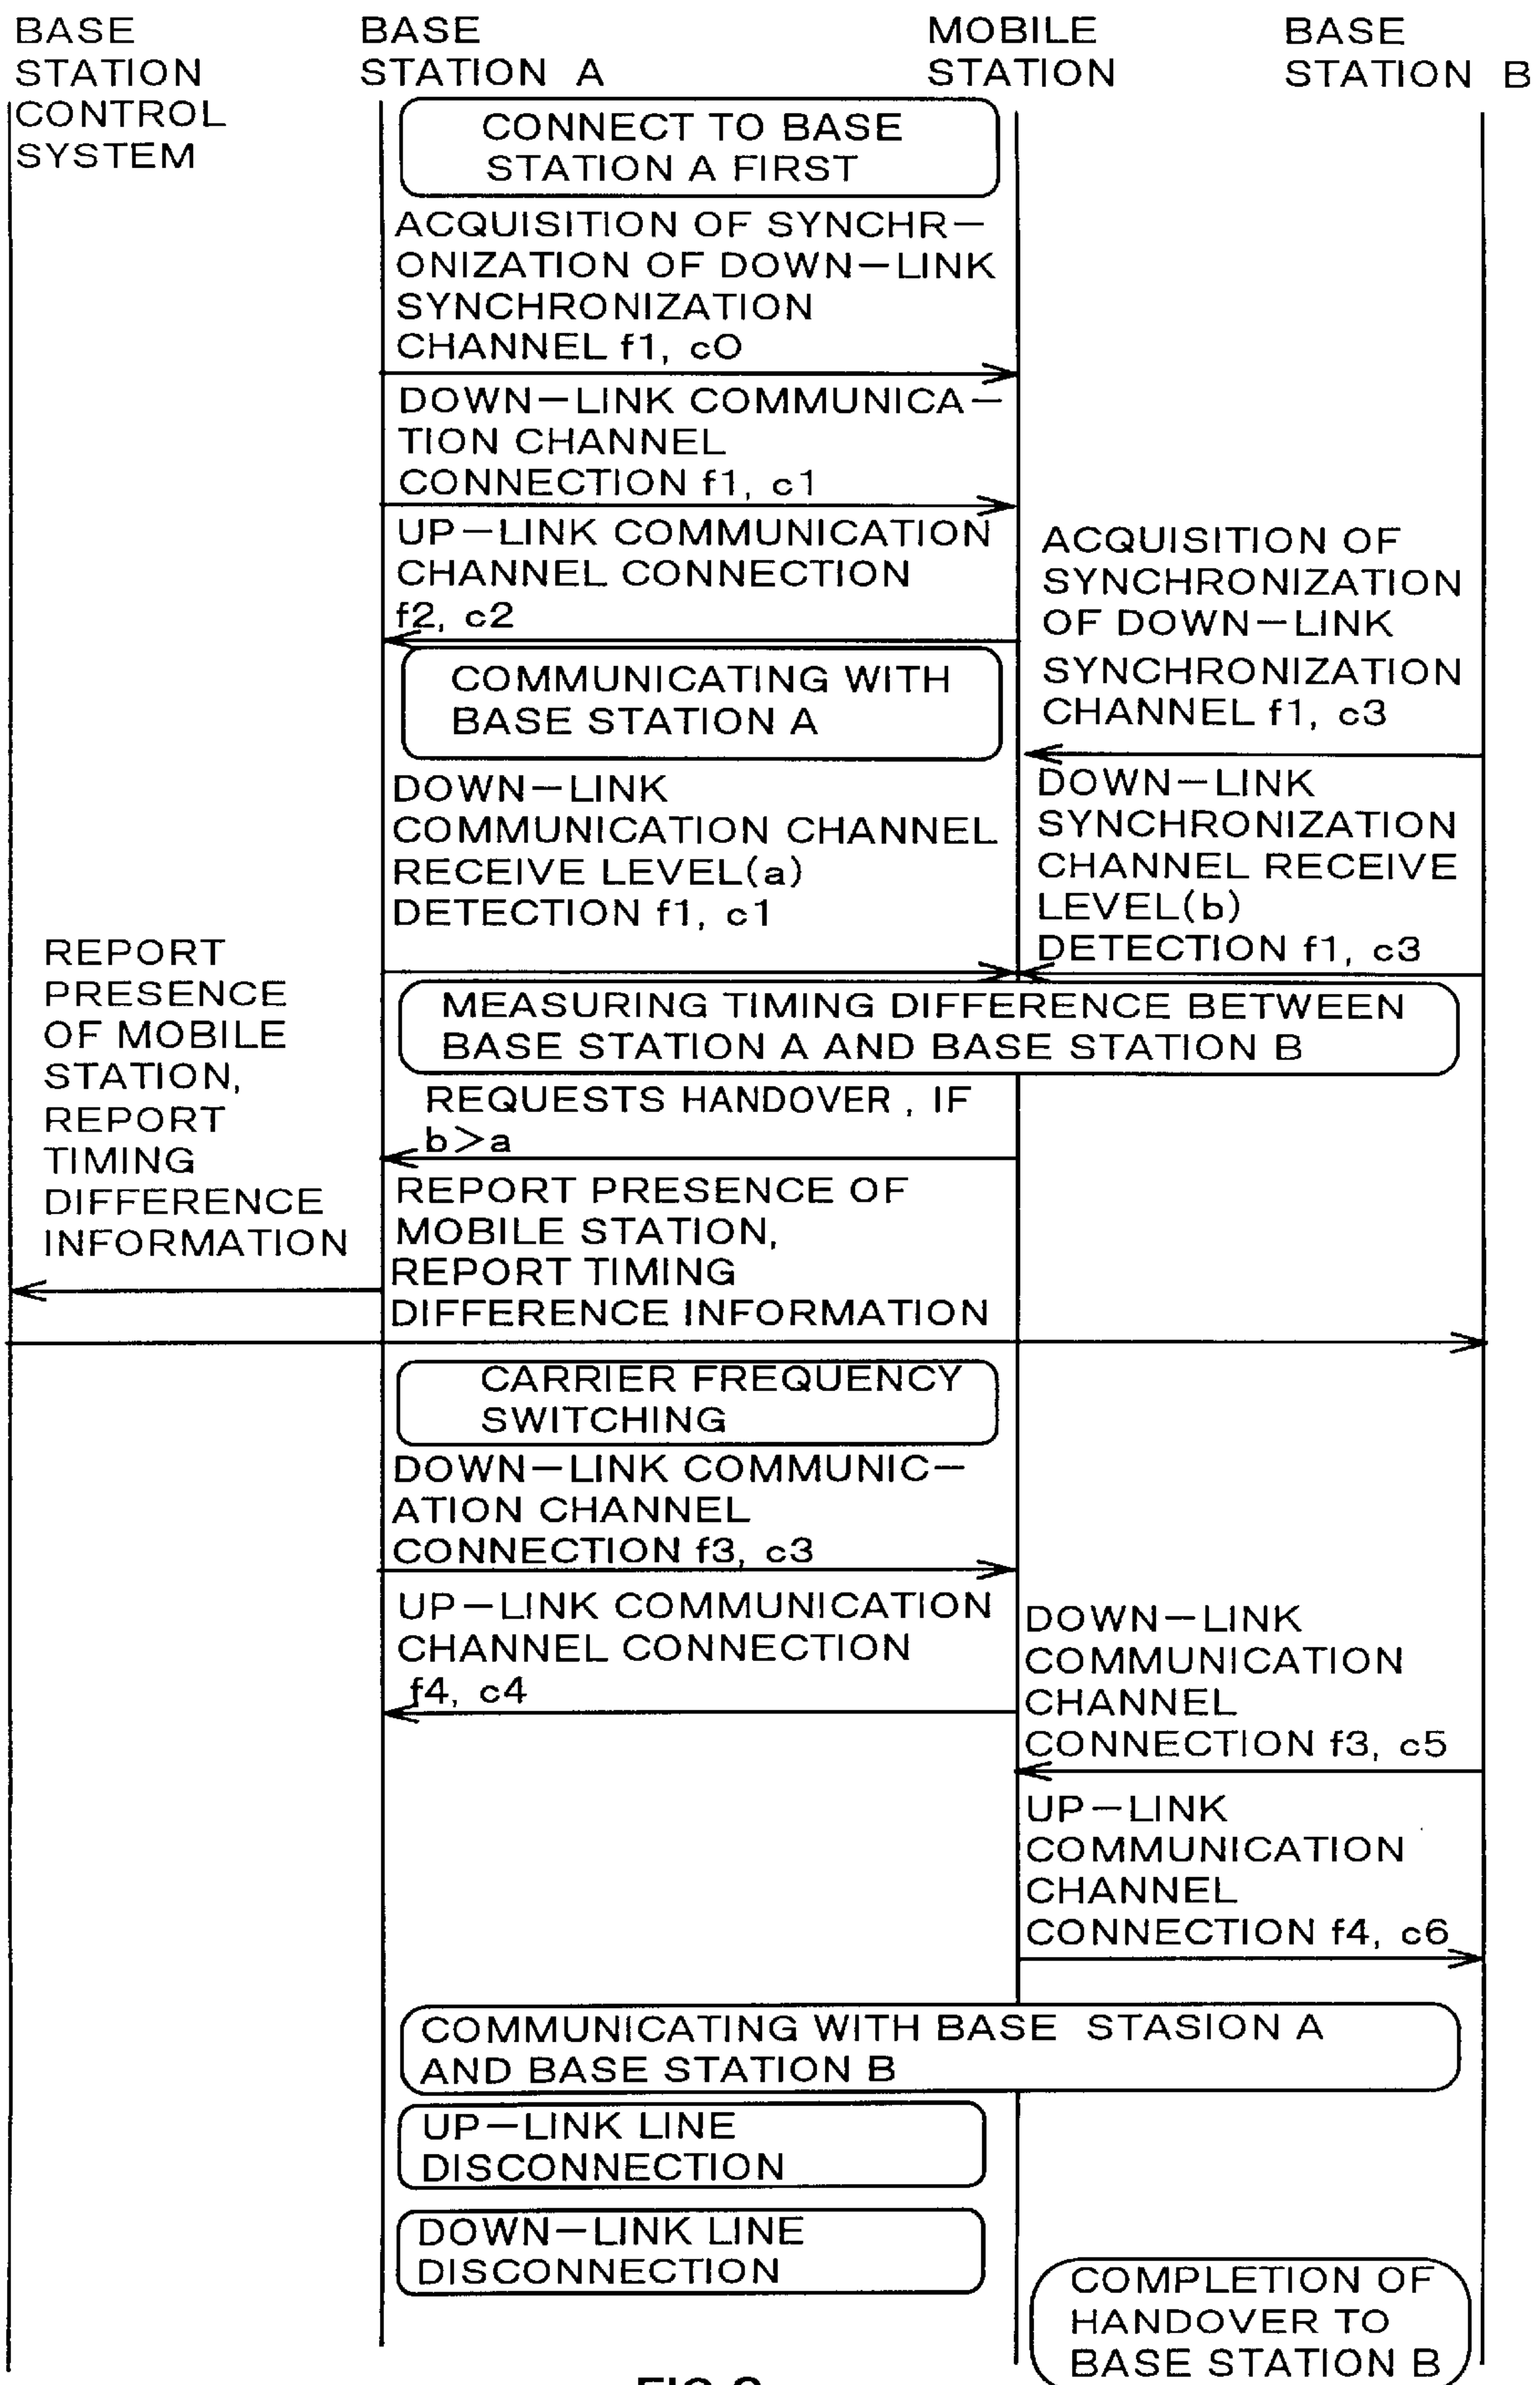 BASE
STATION
CONTROL
SYSTEM
BASE
STATION A
MOBILE
STATION
BASE
STATION B
CONNECT TO BASE
STATION A FIRST
ACQUISITION OF SYNCHR—
ONIZATION OF DOWN—LINK
SYNCHRONIZATION
CHANNEL f1, c0
DOWN—LINK COMMUNICA—
TION CHANNEL
CONNECTION f1, c1
UP—LINK COMMUNICATION
CHANNEL CONNECTION
f2, c2
ACQUISITION OF
SYNCHRONIZATION
OF DOWN—LINK
SYNCHRONIZATION
CHANNEL f1, c3
COMMUNICATING WITH
BASE STATION A
DOWN—LINK
COMMUNICATION CHANNEL
RECEIVE LEVEL(a)
DETECTION f1, c1
DOWN—LINK
SYNCHRONIZATION
CHANNEL RECEIVE
LEVEL(b)
DETECTION f1, c3
REPORT
PRESENCE
OF MOBILE
STATION,
REPORT
TIMING
DIFFERENCE
INFORMATION
MEASURING TIMING DIFFERENCE BETWEEN
BASE STATION A AND BASE STATION B
REQUESTS HANDOVER , IF
b>a
REPORT PRESENCE OF
MOBILE STATION,
REPORT TIMING
DIFFERENCE INFORMATION
CARRIER FREQUENCY
SWITCHING
DOWN—LINK COMMUNIC—
ATION CHANNEL
CONNECTION f3, c3
UP—LINK COMMUNICATION
CHANNEL CONNECTION
f4, c4
DOWN—LINK
COMMUNICATION
CHANNEL
CONNECTION f3, c5
UP—LINK
COMMUNICATION
CHANNEL
CONNECTION f4, c6
COMMUNICATING WITH BASE STASION A
AND BASE STATION B
UP—LINK LINE
DISCONNECTION
DOWN—LINK LINE
DISCONNECTION
COMPLETION OF
HANDOVER TO
BASE STATION B